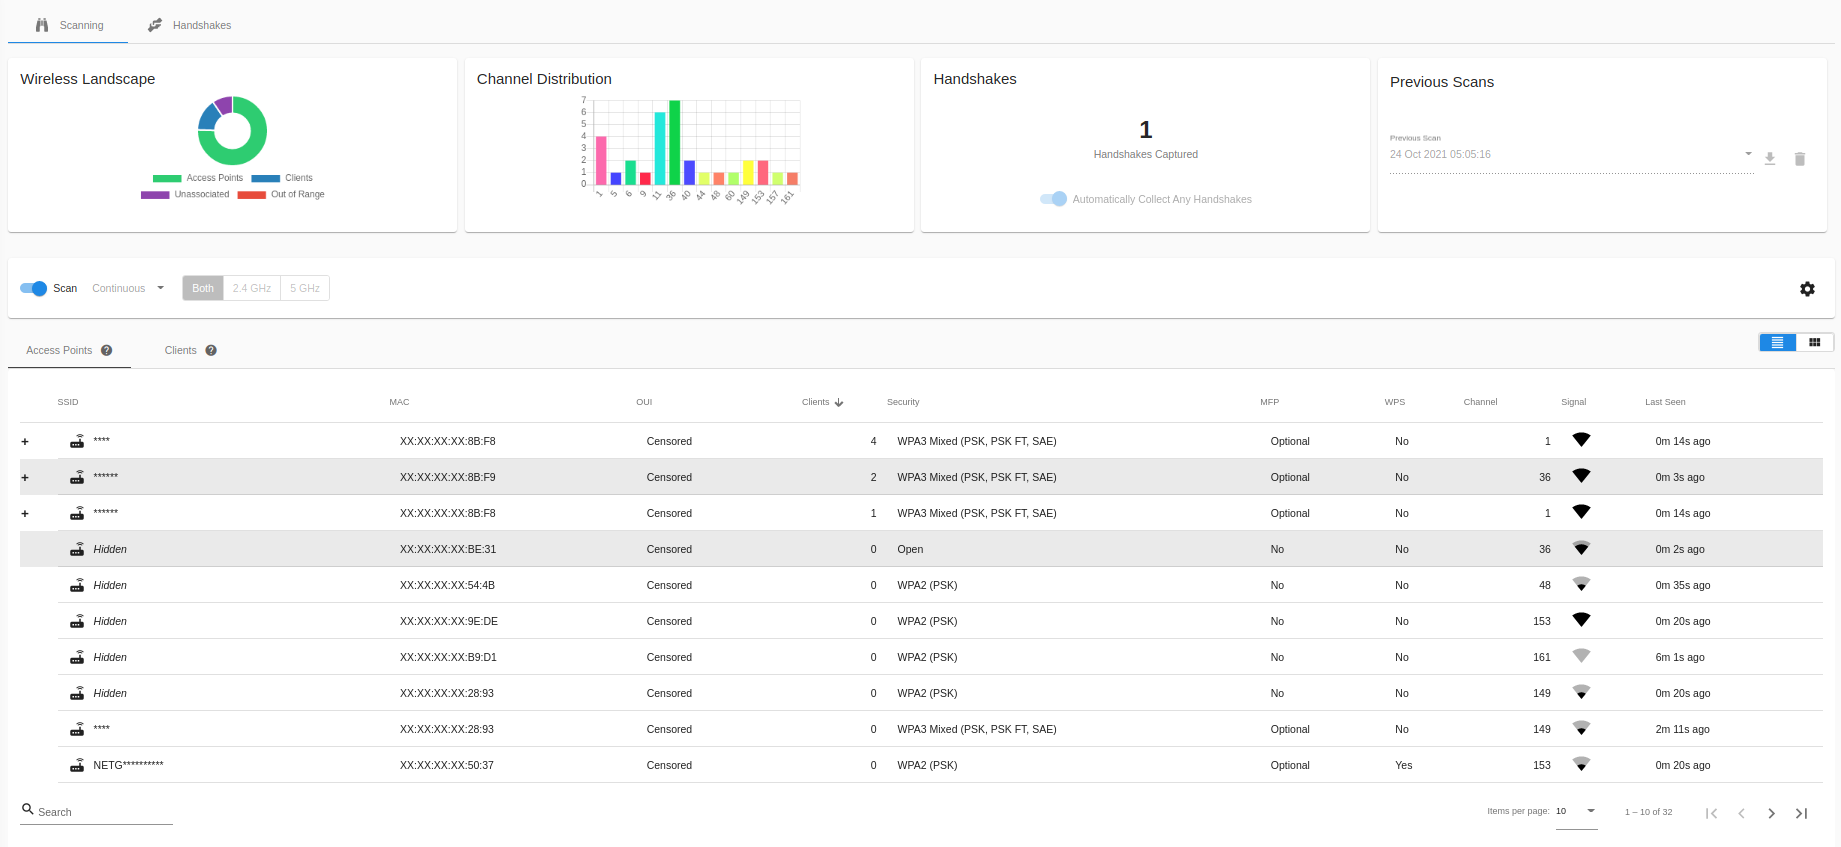 Scanning Handshakes
Wireless Landscape
Access Points Clients
Unassociated Out of Range
Channel Distribution
7
6
5
4
3
2
1
0
1 5 6 9 11 36 40 44 48 60 149 153 157 161
Handshakes
1
Handshakes Captured
Automatically Collect Any Handshakes
Previous Scans
Previous Scan
24 Oct 2021 05:05:16
Scan Continuous Both 2.4 GHz 5 GHz
Access Points ? Clients ?
SSID MAC OUI Clients Security MFP WPS Channel Signal Last Seen
+ **** XX:XX:XX:XX:8B:F8 Censored 4 WPA3 Mixed (PSK, PSK FT, SAE) Optional No 1 0m 14s ago
+ ****** XX:XX:XX:XX:8B:F9 Censored 2 WPA3 Mixed (PSK, PSK FT, SAE) Optional No 36 0m 3s ago
+ ****** XX:XX:XX:XX:8B:F8 Censored 1 WPA3 Mixed (PSK, PSK FT, SAE) Optional No 1 0m 14s ago
Hidden XX:XX:XX:XX:BE:31 Censored 0 Open No No 36 0m 2s ago
Hidden XX:XX:XX:XX:54:4B Censored 0 WPA2 (PSK) No No 48 0m 35s ago
Hidden XX:XX:XX:XX:9E:DE Censored 0 WPA2 (PSK) No No 153 0m 20s ago
Hidden XX:XX:XX:XX:B9:D1 Censored 0 WPA2 (PSK) No No 161 6m 1s ago
Hidden XX:XX:XX:XX:28:93 Censored 0 WPA2 (PSK) No No 149 0m 20s ago
**** XX:XX:XX:XX:28:93 Censored 0 WPA3 Mixed (PSK, PSK FT, SAE) Optional No 149 2m 11s ago
NETG********** XX:XX:XX:XX:50:37 Censored 0 WPA2 (PSK) Optional Yes 153 0m 20s ago
Search Items per page: 10 1 – 10 of 32